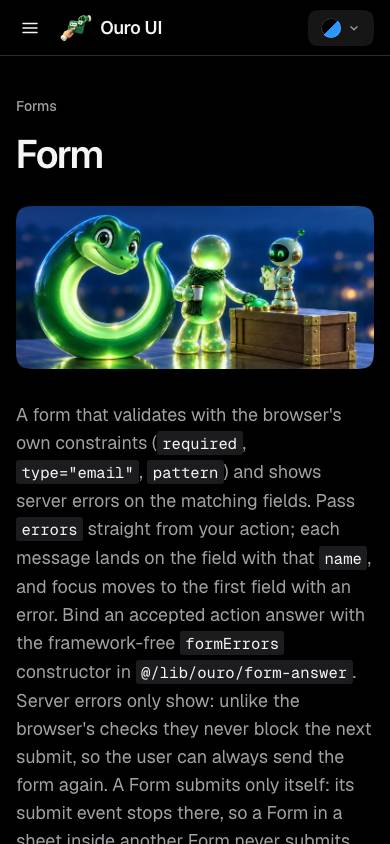 Ouro UI
Forms
Form
A form that validates with the browser's
own constraints (required,
type="email", pattern) and shows
server errors on the matching fields. Pass
errors straight from your action; each
message lands on the field with that name,
and focus moves to the first field with an
error. Bind an accepted action answer with
the framework-free formErrors
constructor in @/lib/ouro/form-answer.
Server errors only show: unlike the
browser's checks they never block the next
submit, so the user can always send the
form again. A Form submits only itself: its
submit event stops there, so a Form in a
sheet inside another Form never submits